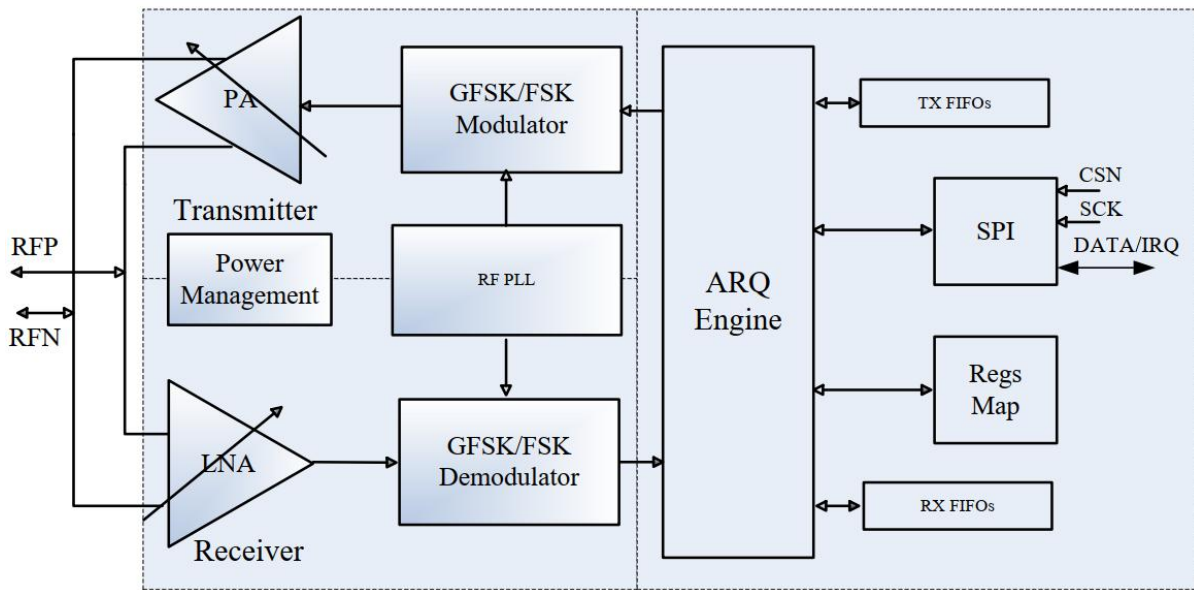 PA
GFSK/FSK
Modulator
TX FIFOs
Transmitter
CSN
SCK
SPI
DATA/IRQ
RFP
RFN
Power
Management
RF PLL
ARQ
Engine
Regs
Map
LNA
GFSK/FSK
Demodulator
RX FIFOs
Receiver